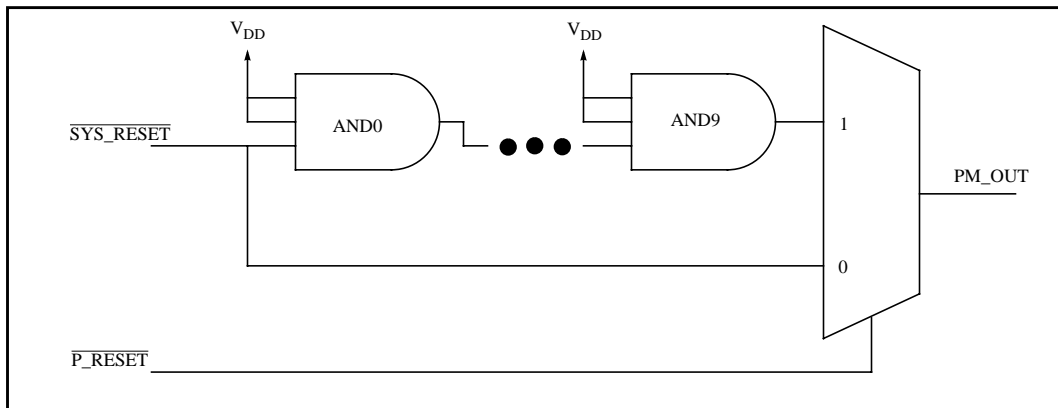 V_DD
V_DD
AND0
AND9
SYS_RESET
1
PM_OUT
0
P_RESET